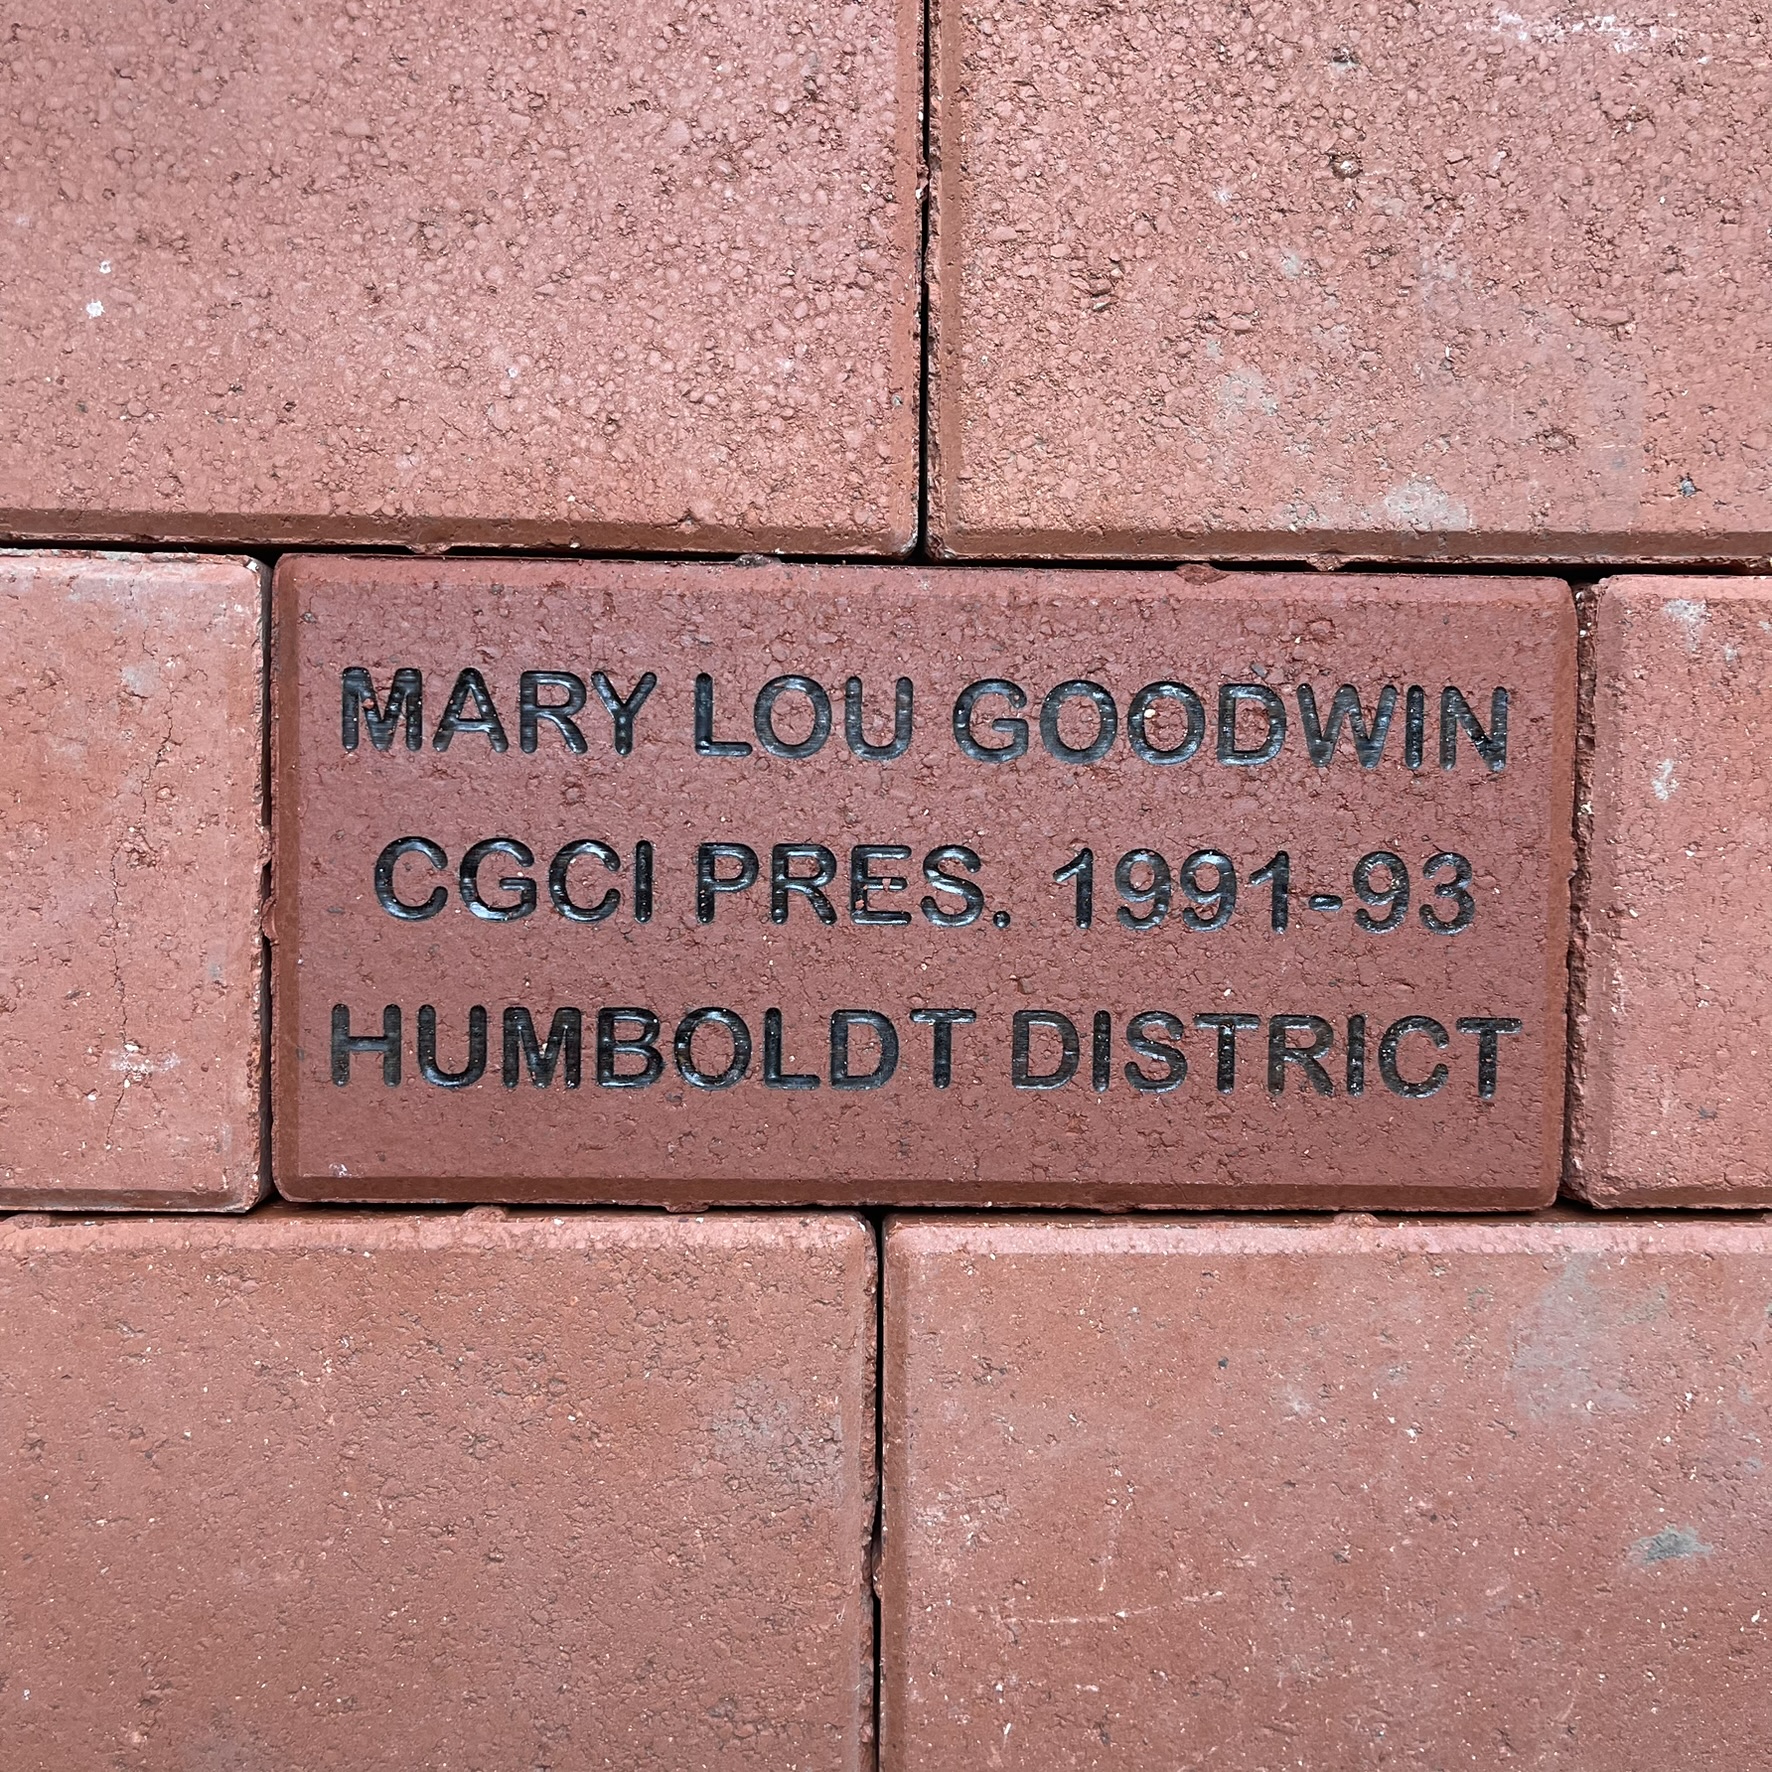 MARY LOU GOODWIN
CGCI PRES. 1991-93
HUMBOLDT DISTRICT